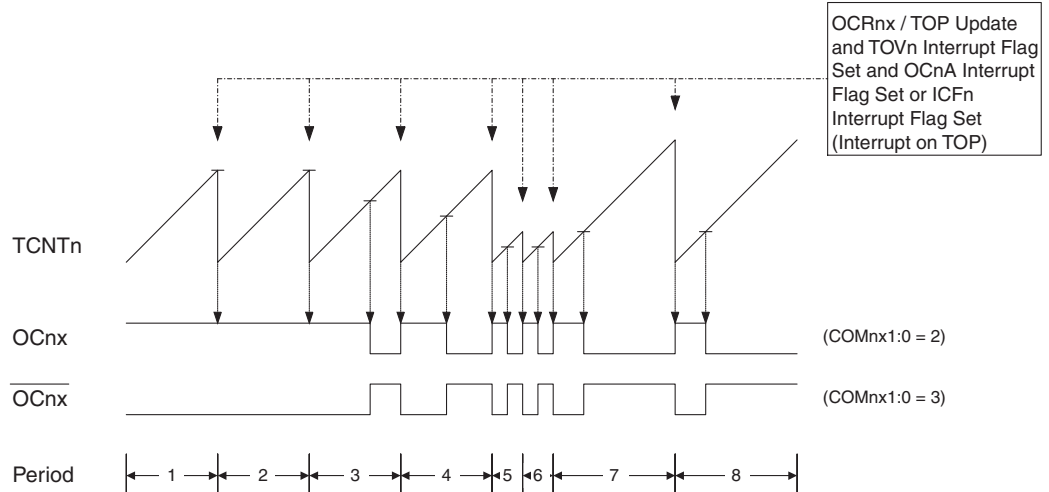 OCRnx / TOP Update
and TOVn Interrupt Flag
Set and OCnA Interrupt
Flag Set or ICFn
Interrupt Flag Set
(Interrupt on TOP)
TCNTn
OCnx
(COMnx1:0 = 2)
OCnx
(COMnx1:0 = 3)
Period
1 2 3 4 5 6 7 8